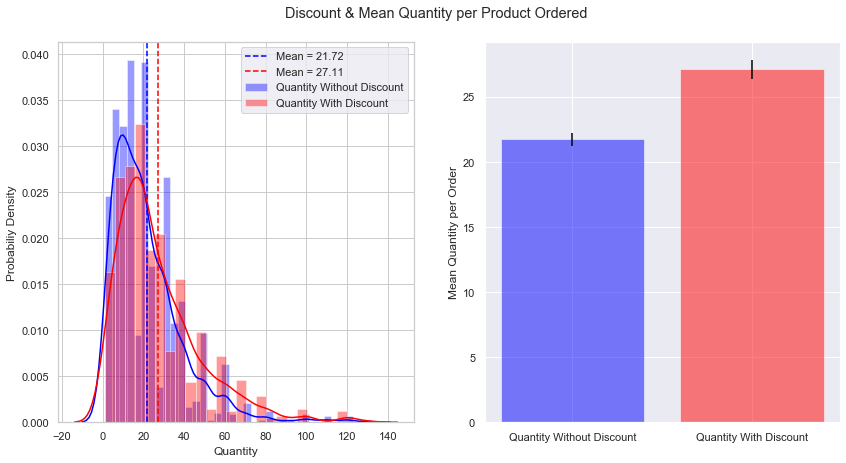 Discount & Mean Quantity per Product Ordered
Mean = 21.72
Mean = 27.11
Quantity Without Discount
Quantity With Discount
0.040
0.035
0.030
0.025
0.020
0.015
0.010
0.005
0.000
Probabiliy Density
−20
0
20
40
60
80
100
120
140
Quantity
25
20
15
10
5
0
Mean Quantity per Order
Quantity Without Discount
Quantity With Discount